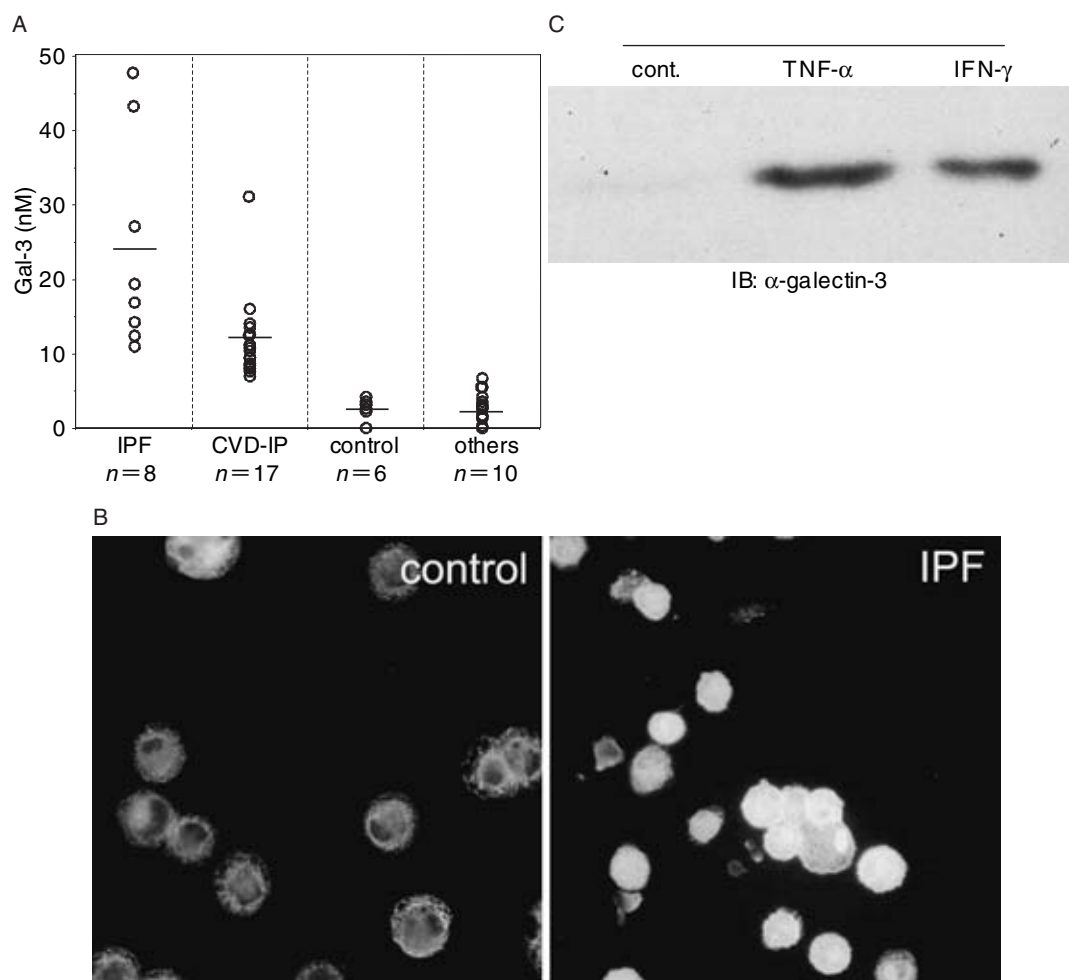 A
50
40
30
20
10
0
Gal-3 (nM)
IPF CVD-IP control others
n=8 n=17 n=6 n=10
C
cont. TNF-α IFN-γ
IB: α-galectin-3
B
control IPF